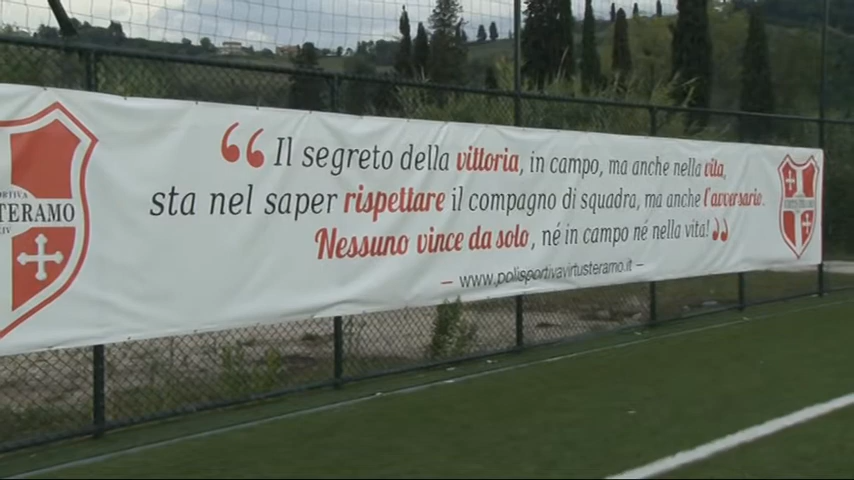 “Il segreto della vittoria, in campo, ma anche nella vita,
sta nel saper rispettare il compagno di squadra, ma anche l'avversario.
Nessuno vince da solo, né in campo né nella vita!”
– www.polisportivavirtusteramo.it –